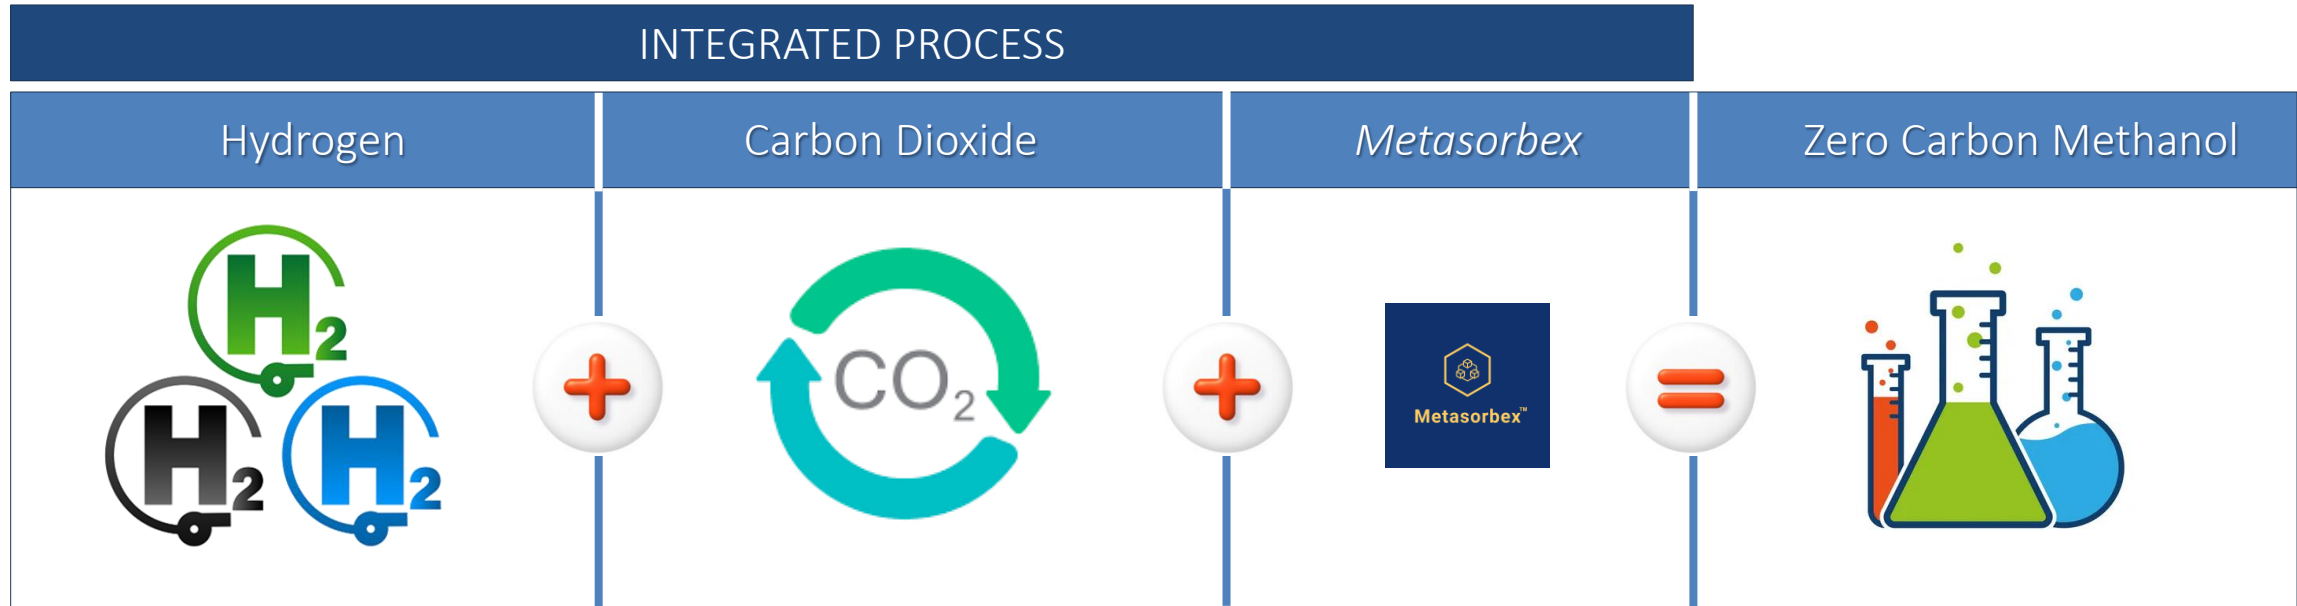 INTEGRATED PROCESS
Hydrogen
Carbon Dioxide
Metasorbex
Zero Carbon Methanol
H2
H2
H2
CO2
Metasorbex™